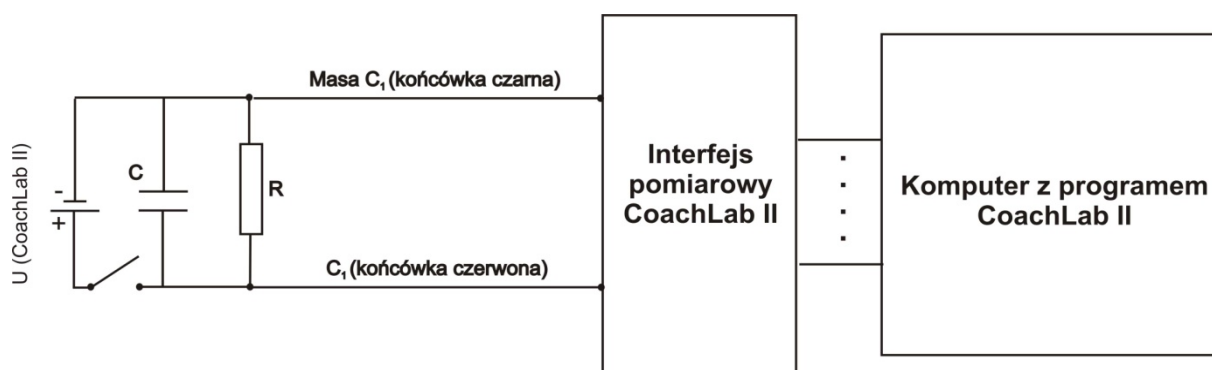 U (CoachLab II)
-
+
C
R
Masa C₁ (końcówka czarna)
C₁ (końcówka czerwona)
Interfejs
pomiarowy
CoachLab II
Komputer z programem
CoachLab II